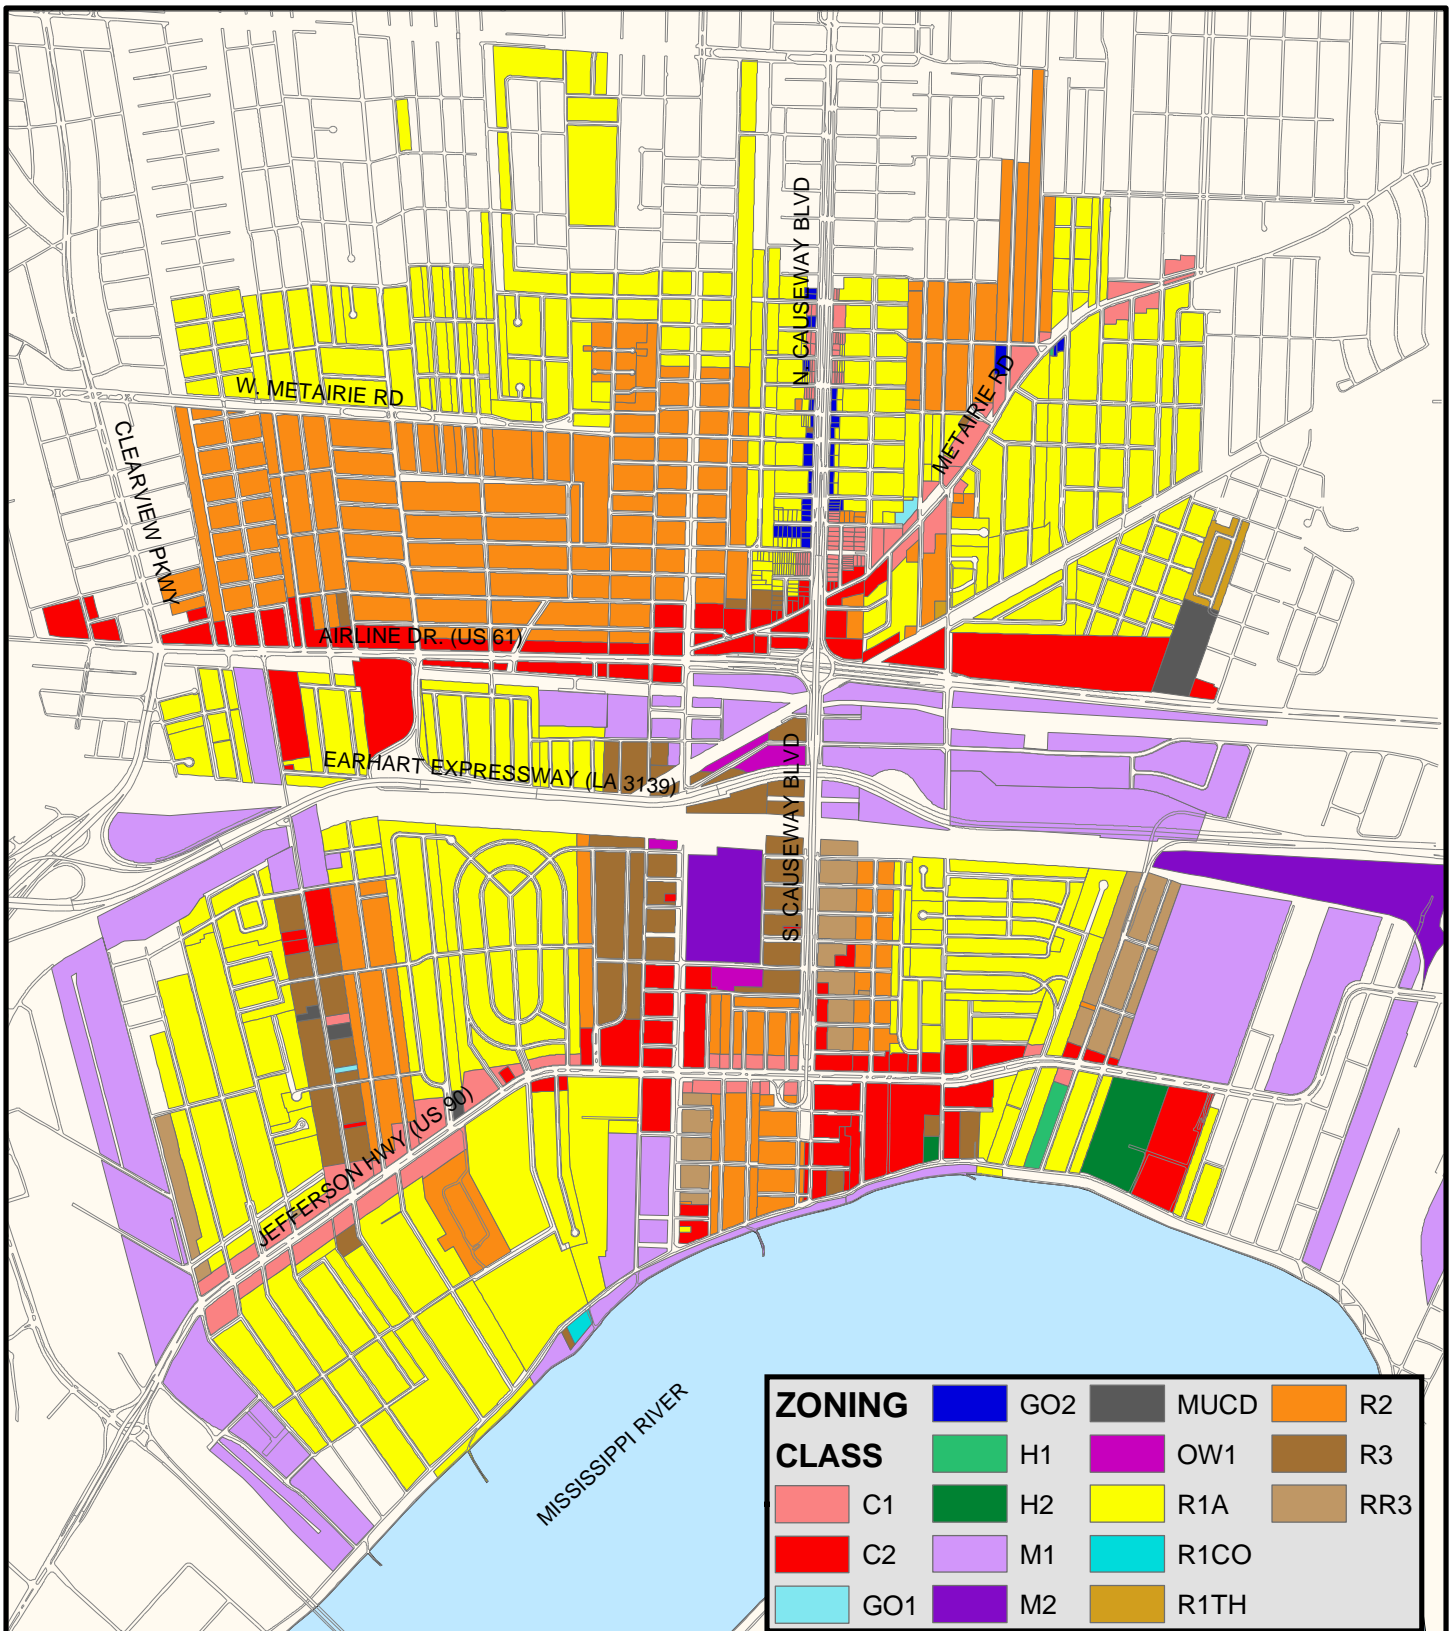 N. CAUSEWAY BLVD
W. METAIRIE RD
METAIRIE RD
CLEARVIEW PKWY
AIRLINE DR. (US 61)
EARHART EXPRESSWAY (LA 3139)
S. CAUSEWAY BLVD
JEFFERSON HWY (US 90)
MISSISSIPPI RIVER
ZONING
CLASS
C1
C2
GO1
GO2
H1
H2
M1
M2
MUCD
OW1
R1A
R1CO
R1TH
R2
R3
RR3